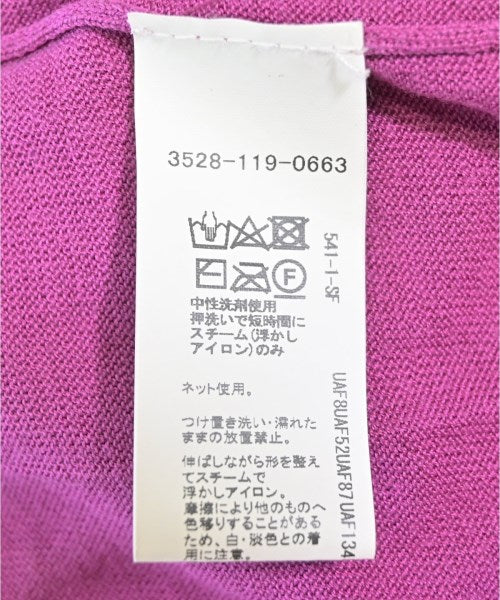 3528-119-0663
541-1-SF
F
中性洗剤使用
押洗いで短時間に
スチーム(浮かし
アイロン)のみ
ネット使用。
つけ置き洗い・濡れた
ままの放置禁止。
伸ばしながら形を整え
てスチームで
浮かしアイロン。
摩擦により他のものへ
色移りすることがある
ため、白・淡色との着
用に注意。
UAF8UAF52UAF87UAF134